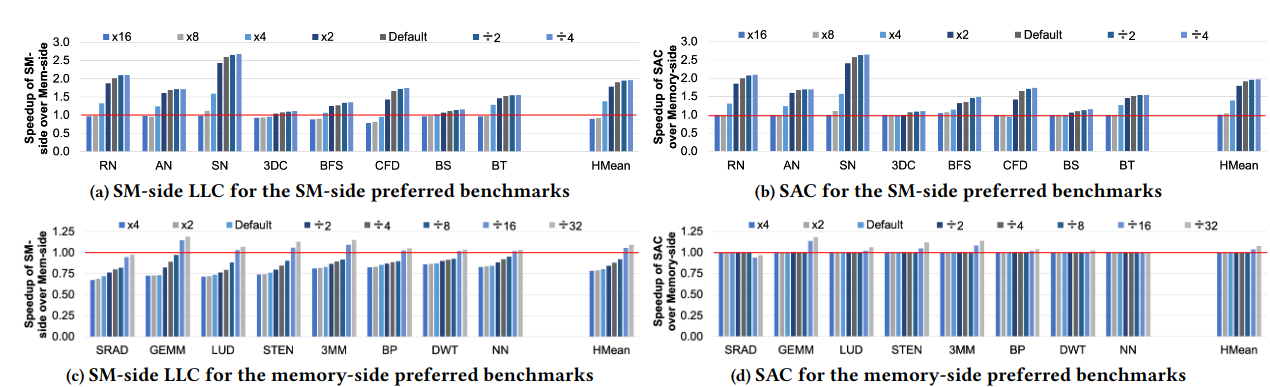 x16 x8 x4 x2 Default ÷2 ÷4
Speedup of SM-
side over Mem-side
3.0
2.5
2.0
1.5
1.0
0.5
0.0
RN AN SN 3DC BFS CFD BS BT HMean
(a) SM-side LLC for the SM-side preferred benchmarks
x16 x8 x4 x2 Default ÷2 ÷4
Speedup of SAC
over Memory-side
3.0
2.5
2.0
1.5
1.0
0.5
0.0
RN AN SN 3DC BFS CFD BS BT HMean
(b) SAC for the SM-side preferred benchmarks
x4 x2 Default ÷2 ÷4 ÷8 ÷16 ÷32
Speedup of SM-
side over Mem-side
1.25
1.00
0.75
0.50
0.25
0.00
SRAD GEMM LUD STEN 3MM BP DWT NN HMean
(c) SM-side LLC for the memory-side preferred benchmarks
x4 x2 Default ÷2 ÷4 ÷8 ÷16 ÷32
Speedup of SAC
over Memory-side
1.25
1.00
0.75
0.50
0.25
0.00
SRAD GEMM LUD STEN 3MM BP DWT NN HMean
(d) SAC for the memory-side preferred benchmarks